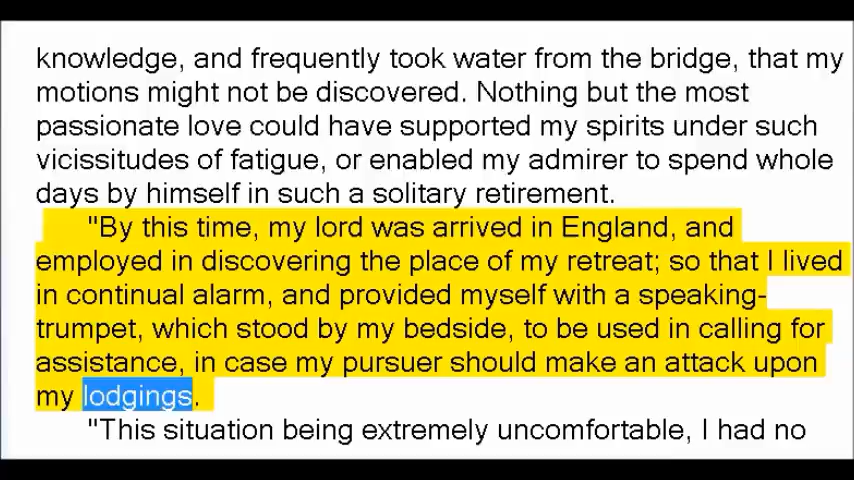 knowledge, and frequently took water from the bridge, that my
motions might not be discovered. Nothing but the most
passionate love could have supported my spirits under such
vicissitudes of fatigue, or enabled my admirer to spend whole
days by himself in such a solitary retirement.
"By this time, my lord was arrived in England, and
employed in discovering the place of my retreat; so that I lived
in continual alarm, and provided myself with a speaking-
trumpet, which stood by my bedside, to be used in calling for
assistance, in case my pursuer should make an attack upon
my lodgings.
"This situation being extremely uncomfortable, I had no